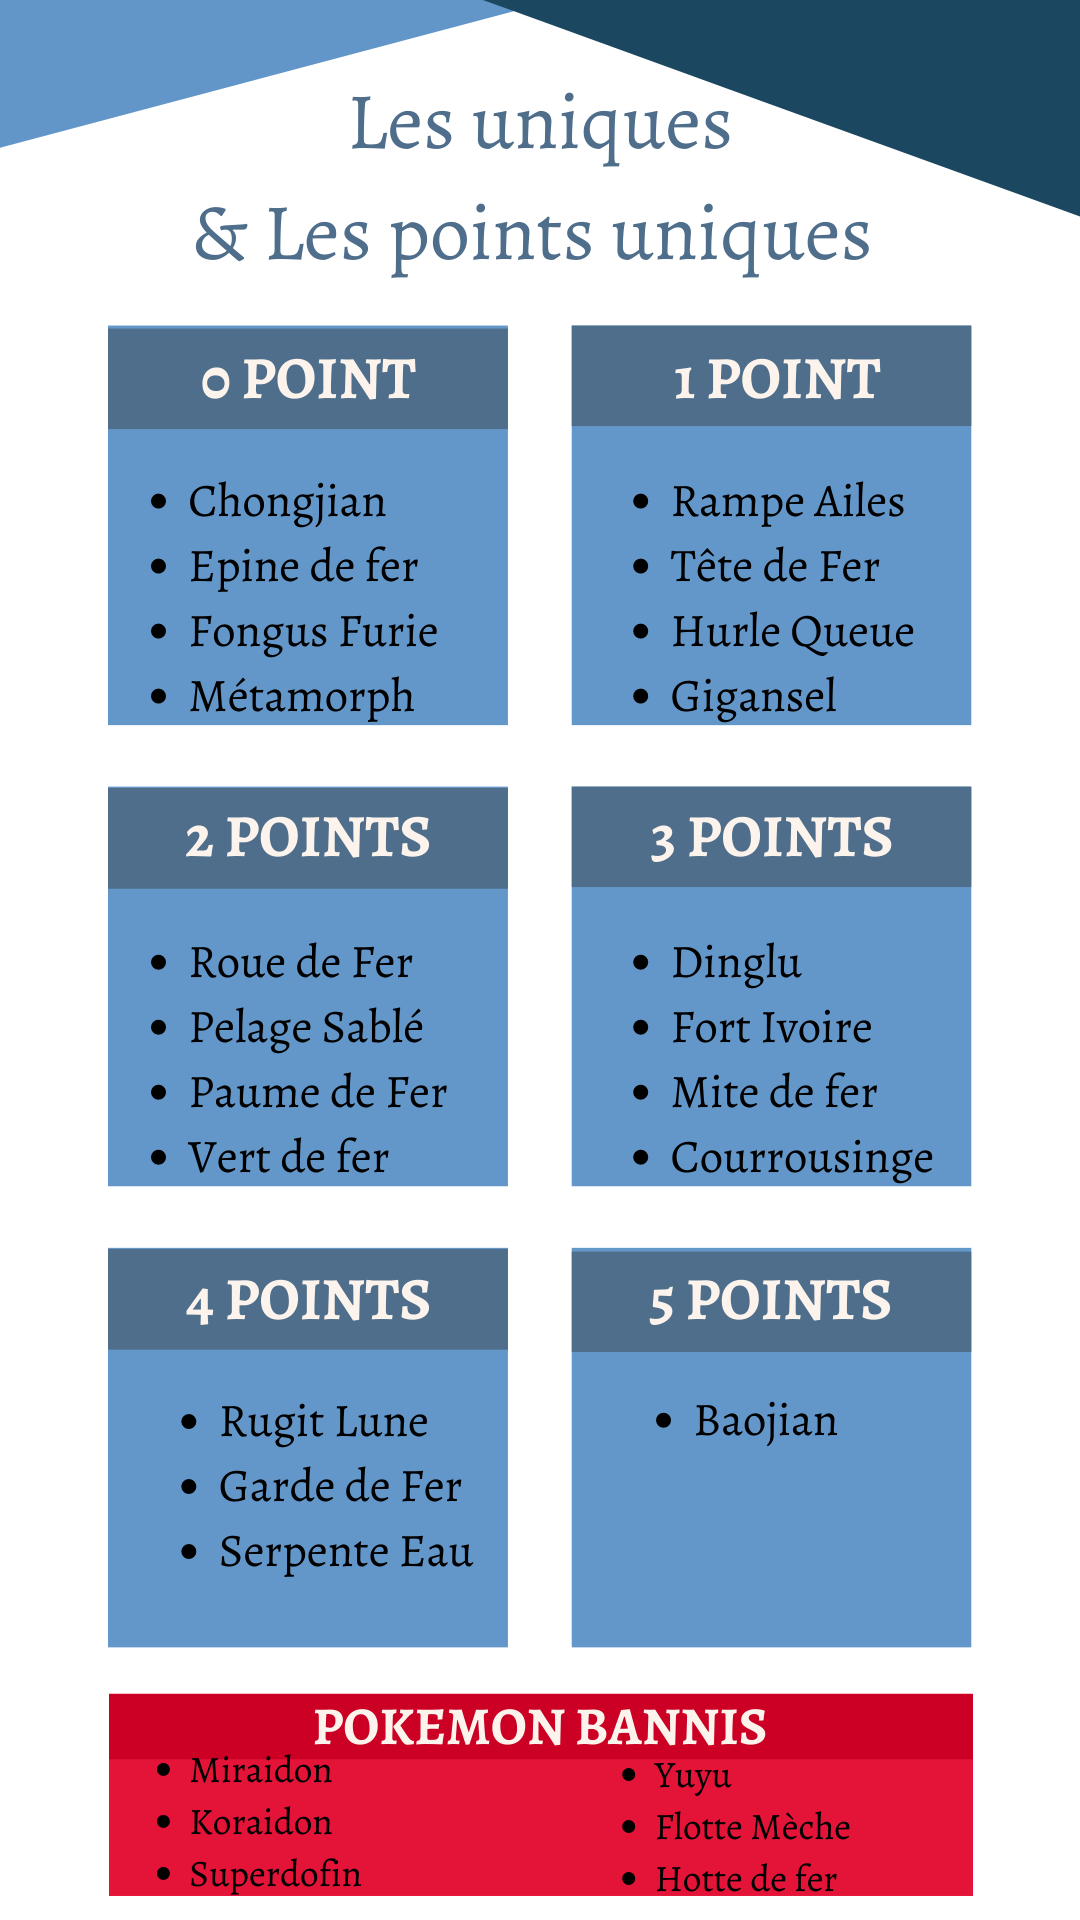 Les uniques
& Les points uniques
0 POINT
• Chongjian
• Epine de fer
• Fongus Furie
• Métamorph
1 POINT
• Rampe Ailes
• Tête de Fer
• Hurle Queue
• Gigansel
2 POINTS
• Roue de Fer
• Pelage Sablé
• Paume de Fer
• Vert de fer
3 POINTS
• Dinglu
• Fort Ivoire
• Mite de fer
• Courrousinge
4 POINTS
• Rugit Lune
• Garde de Fer
• Serpente Eau
5 POINTS
• Baojian
POKEMON BANNIS
• Miraidon
• Koraidon
• Superdofin
• Yuyu
• Flotte Mèche
• Hotte de fer